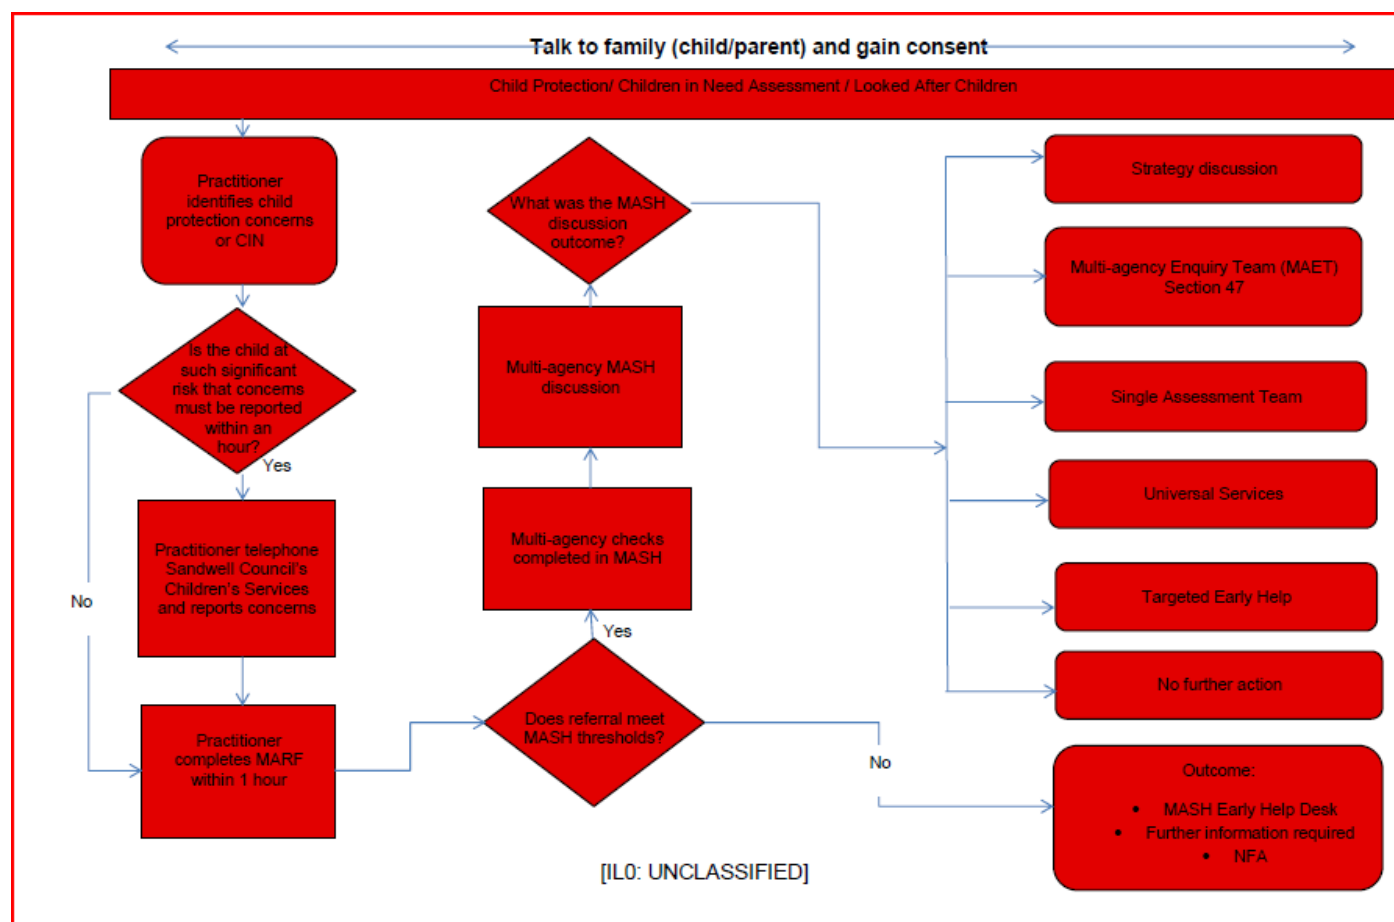 Talk to family (child/parent) and gain consent
Child Protection/ Children in Need Assessment / Looked After Children
Practitioner
identifies child
protection concerns
or CIN
Is the child at
such significant
risk that concerns
must be reported
within an
hour?
Yes
No
Practitioner telephone
Sandwell Council's
Children's Services
and reports concerns
Practitioner
completes MARF
within 1 hour
What was the MASH
discussion
outcome?
Multi-agency MASH
discussion
Multi-agency checks
completed in MASH
Yes
Does referral meet
MASH thresholds?
No
Strategy discussion
Multi-agency Enquiry Team (MAET)
Section 47
Single Assessment Team
Universal Services
Targeted Early Help
No further action
Outcome:
• MASH Early Help Desk
• Further information required
• NFA
[IL0: UNCLASSIFIED]